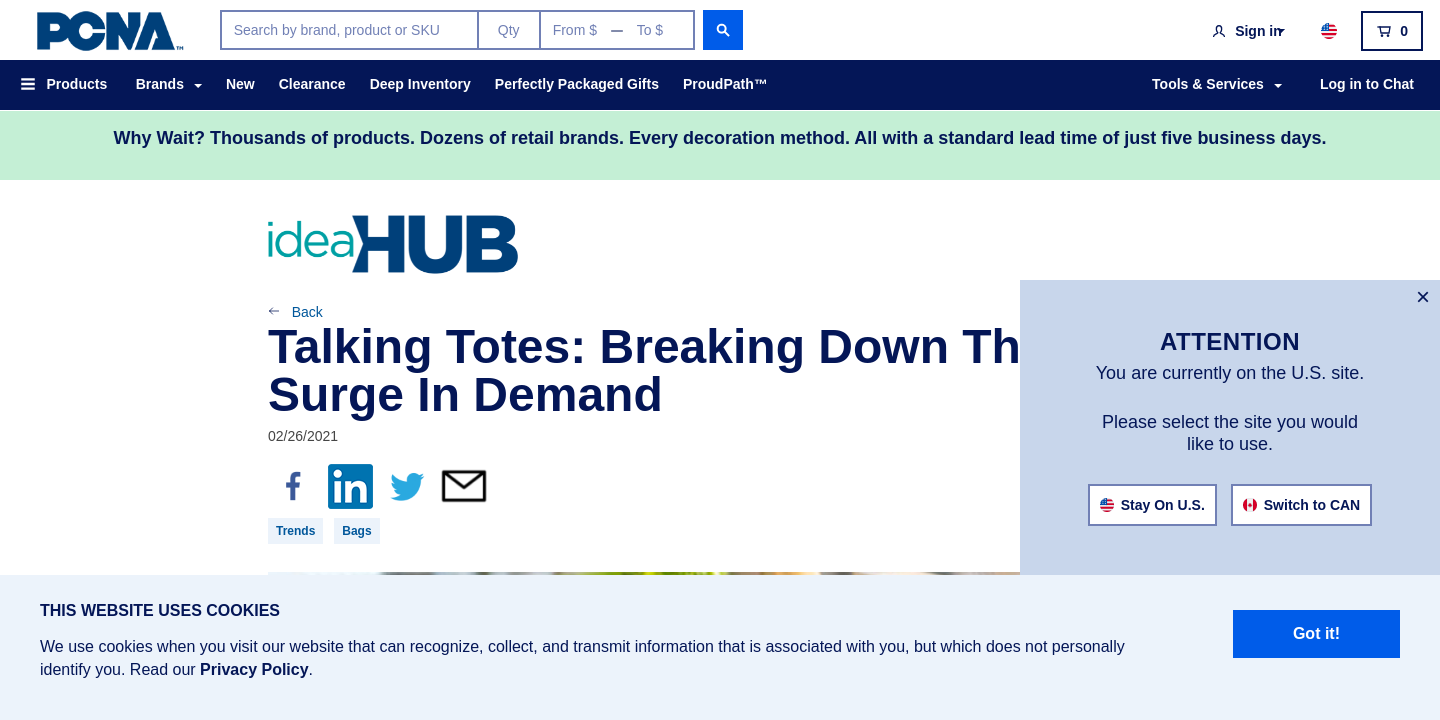 PCNA™
Search by brand, product or SKU
Qty
From $ — To $
Sign in
0
Products
Brands
New
Clearance
Deep Inventory
Perfectly Packaged Gifts
ProudPath™
Tools & Services
Log in to Chat
Why Wait? Thousands of products. Dozens of retail brands. Every decoration method. All with a standard lead time of just five business days.
ideaHUB
← Back
Talking Totes: Breaking Down Th
Surge In Demand
02/26/2021
f
in
Trends
Bags
×
ATTENTION
You are currently on the U.S. site.
Please select the site you would
like to use.
Stay On U.S.
Switch to CAN
THIS WEBSITE USES COOKIES
We use cookies when you visit our website that can recognize, collect, and transmit information that is associated with you, but which does not personally
identify you. Read our Privacy Policy.
Got it!